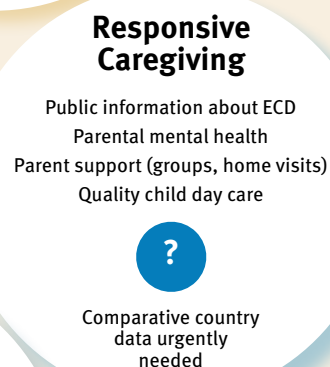 Responsive
Caregiving
Public information about ECD
Parental mental health
Parent support (groups, home visits)
Quality child day care
?
Comparative country
data urgently
needed